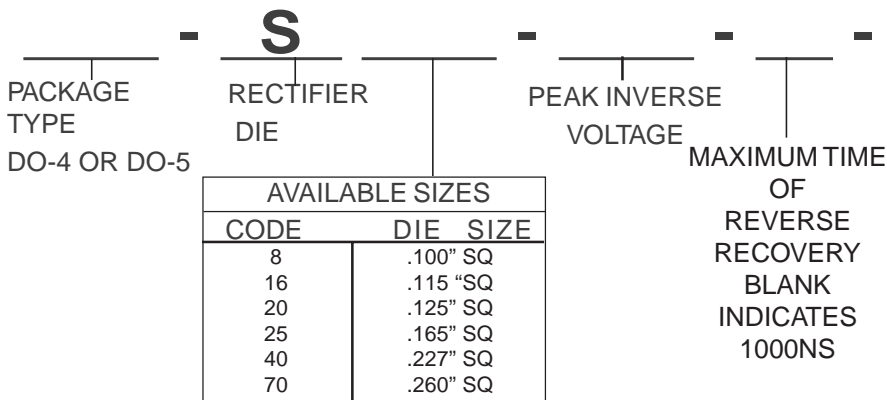 - S - - -
PACKAGE
TYPE
DO-4 OR DO-5
RECTIFIER
DIE
PEAK INVERSE
VOLTAGE
MAXIMUM TIME
OF
REVERSE
RECOVERY
BLANK
INDICATES
1000NS
AVAILABLE SIZES
CODE DIE SIZE
8 .100" SQ
16 .115 “SQ
20 .125" SQ
25 .165” SQ
40 .227” SQ
70 .260” SQ